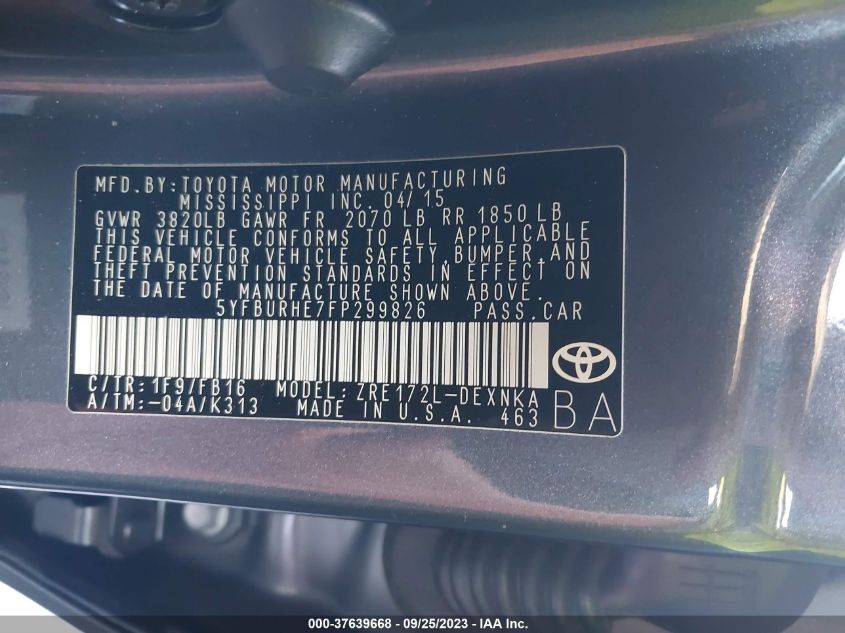 MFD. BY: TOYOTA MOTOR MANUFACTURING
MISSISSIPPI INC. 04/15
GVWR 3820LB GAWR FR 2070 LB RR 1850 LB
THIS VEHICLE CONFORMS TO ALL APPLICABLE
FEDERAL MOTOR VEHICLE SAFETY, BUMPER, AND
THEFT PREVENTION STANDARDS IN EFFECT ON
THE DATE OF MANUFACTURE SHOWN ABOVE.
5YFBURHE7FP299826 PASS. CAR
C/TR: 1F9/FB16 MODEL: ZRE172L-DEXNKA
A/TM: -04A/K313 MADE IN U.S.A. 463
BA
000-37639668 - 09/25/2023 - IAA Inc.